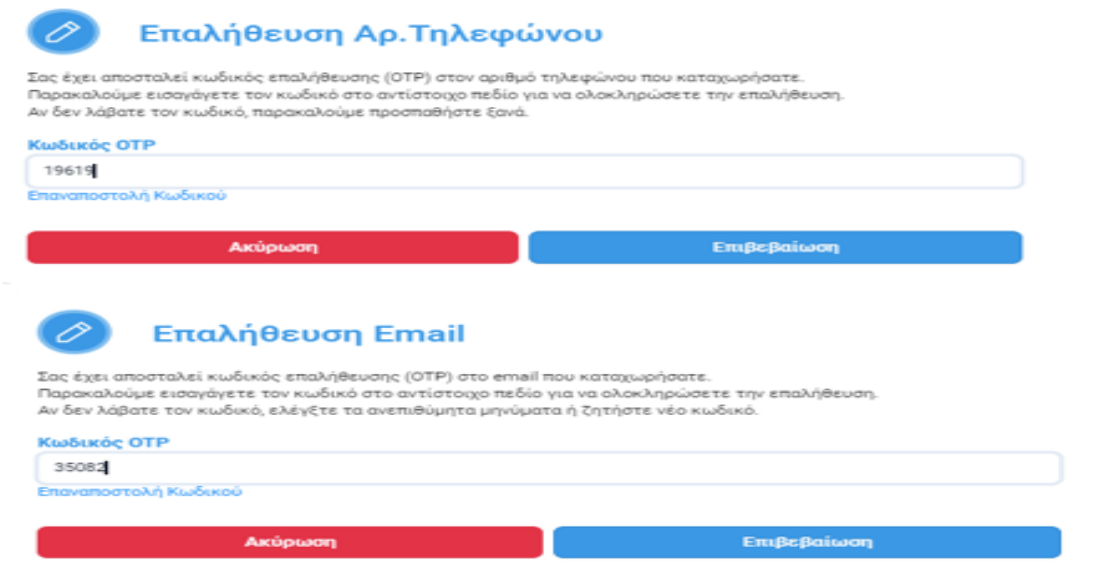 Επαλήθευση Αρ.Τηλεφώνου
Σας έχει αποσταλεί κωδικός επαλήθευσης (OTP) στον αριθμό τηλεφώνου που καταχωρήσατε.
Παρακαλούμε εισαγάγετε τον κωδικό στο αντίστοιχο πεδίο για να ολοκληρώσετε την επαλήθευση.
Αν δεν λάβατε τον κωδικό, παρακαλούμε προσπαθήστε ξανά.
Κωδικός OTP
19619
Επαναποστολή Κωδικού
Ακύρωση Επιβεβαίωση
Επαλήθευση Email
Σας έχει αποσταλεί κωδικός επαλήθευσης (OTP) στο email που καταχωρήσατε.
Παρακαλούμε εισαγάγετε τον κωδικό στο αντίστοιχο πεδίο για να ολοκληρώσετε την επαλήθευση.
Αν δεν λάβατε τον κωδικό, ελέγξτε τα ανεπιθύμητα μηνύματα ή ζητήστε νέο κωδικό.
Κωδικός OTP
35082
Επαναποστολή Κωδικού
Ακύρωση Επιβεβαίωση